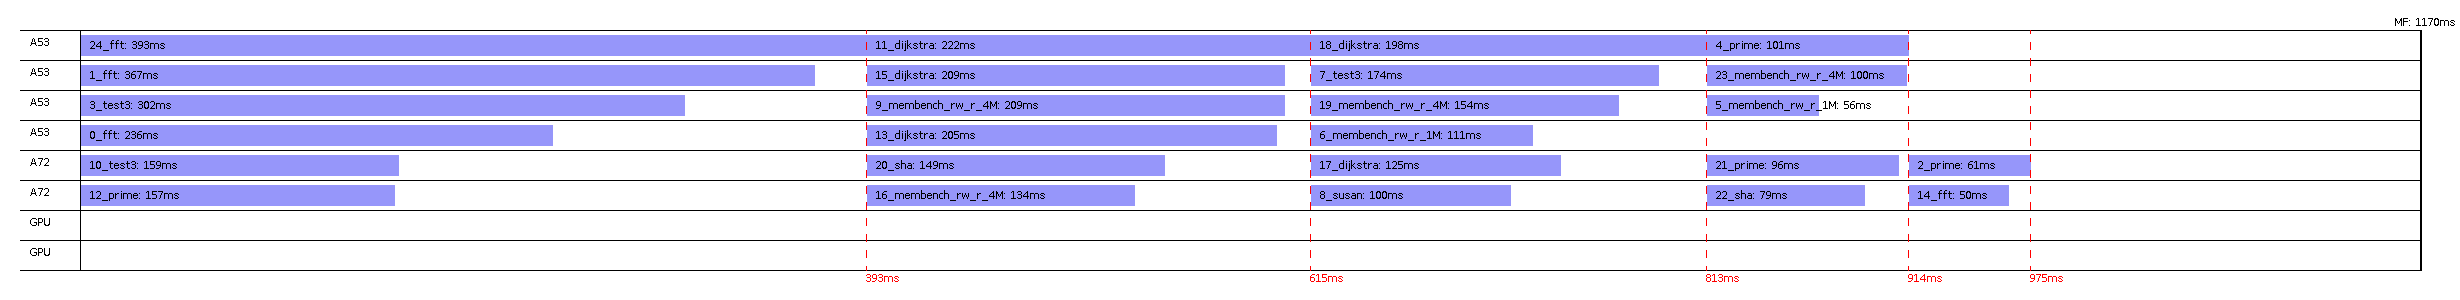 MF: 1170ms
A53 24_fft: 393ms 11_dijkstra: 222ms 18_dijkstra: 198ms 4_prime: 101ms
A53 1_fft: 367ms 15_dijkstra: 209ms 7_test3: 174ms 23_membench_rw_r_4M: 100ms
A53 3_test3: 302ms 9_membench_rw_r_4M: 209ms 19_membench_rw_r_4M: 154ms 5_membench_rw_r_1M: 56ms
A53 0_fft: 236ms 13_dijkstra: 205ms 6_membench_rw_r_1M: 111ms
A72 10_test3: 159ms 20_sha: 149ms 17_dijkstra: 125ms 21_prime: 96ms 2_prime: 61ms
A72 12_prime: 157ms 16_membench_rw_r_4M: 134ms 8_susan: 100ms 22_sha: 79ms 14_fft: 50ms
GPU
GPU
393ms 615ms 813ms 914ms 975ms